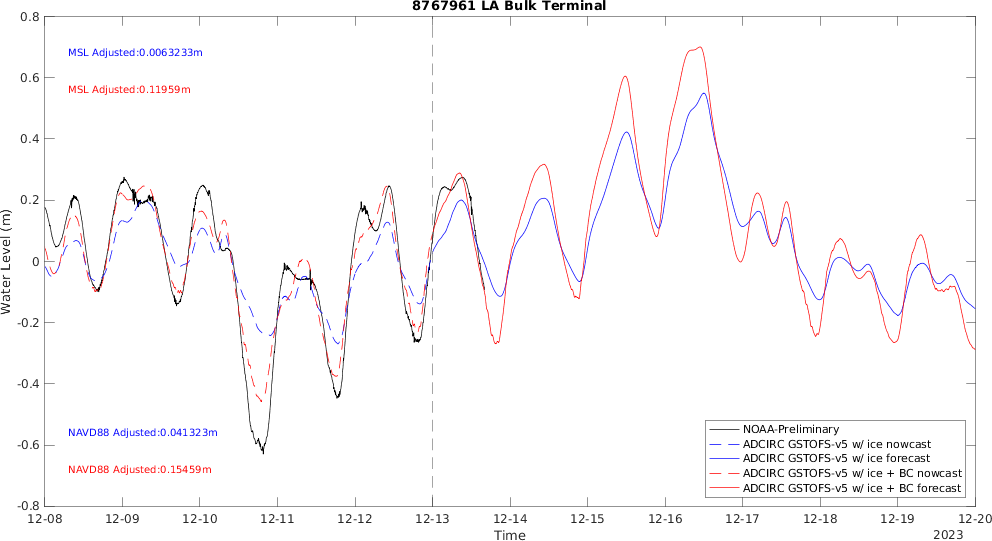 8767961 LA Bulk Terminal
0.8
0.6
0.4
0.2
0
-0.2
-0.4
-0.6
-0.8
Water Level (m)
MSL Adjusted:0.0063233m
MSL Adjusted:0.11959m
NAVD88 Adjusted:0.041323m
NAVD88 Adjusted:0.15459m
NOAA-Preliminary
ADCIRC GSTOFS-v5 w/ ice nowcast
ADCIRC GSTOFS-v5 w/ ice forecast
ADCIRC GSTOFS-v5 w/ ice + BC nowcast
ADCIRC GSTOFS-v5 w/ ice + BC forecast
12-08 12-09 12-10 12-11 12-12 12-13 12-14 12-15 12-16 12-17 12-18 12-19 12-20
Time
2023